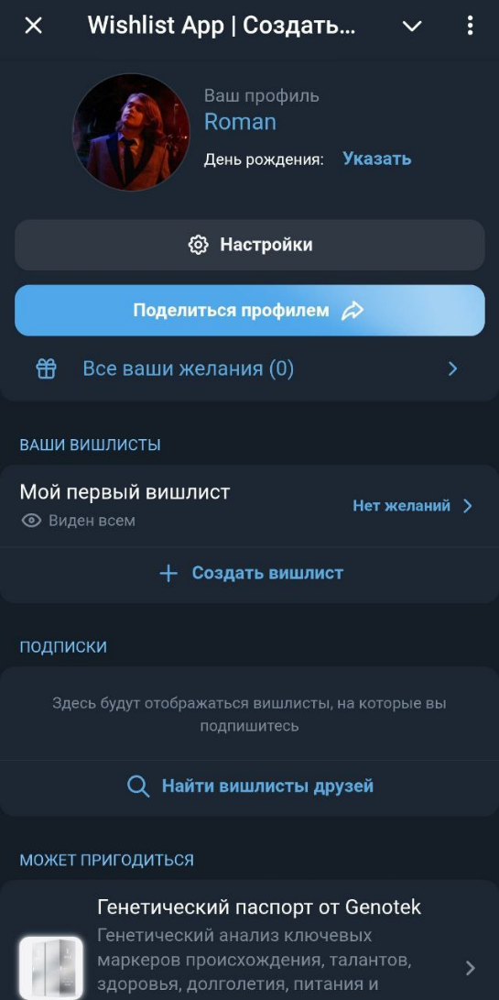 Wishlist App | Создать...
Ваш профиль
Roman
День рождения: Указать
Настройки
Поделиться профилем
Все ваши желания (0)
ВАШИ ВИШЛИСТЫ
Мой первый вишлист
Нет желаний
Виден всем
Создать вишлист
ПОДПИСКИ
Здесь будут отображаться вишлисты, на которые вы
подпишитесь
Найти вишлисты друзей
МОЖЕТ ПРИГОДИТЬСЯ
Генетический паспорт от Genotek
Генетический анализ ключевых
маркеров происхождения, талантов,
здоровья, долголетия, питания и